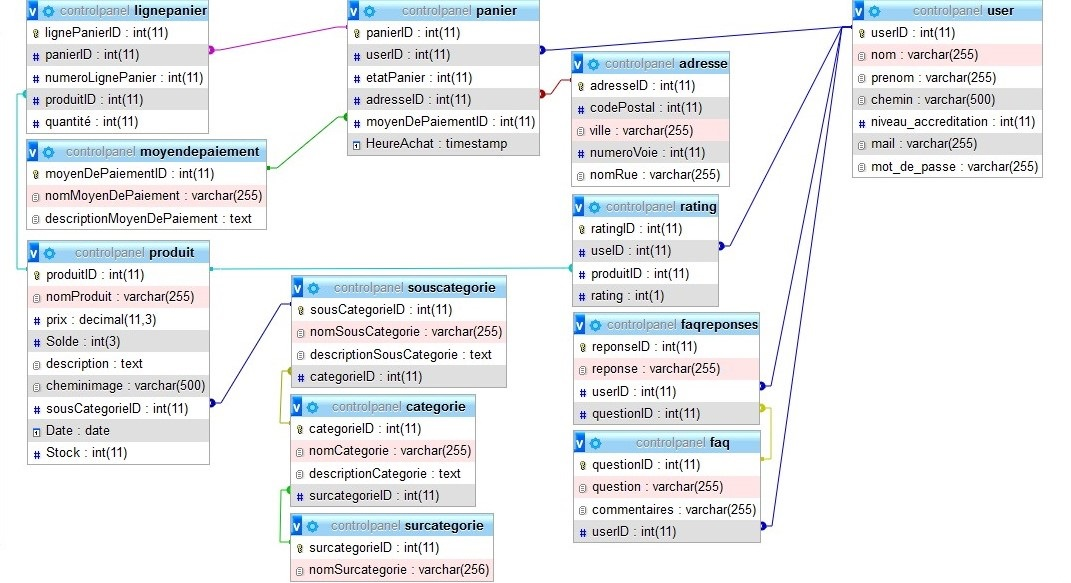 controlpanel lignepanier
lignePanierID : int(11)
panierID : int(11)
numeroLignePanier : int(11)
produitID : int(11)
quantité : int(11)
controlpanel moyendepaiement
moyenDePaiementID : int(11)
nomMoyenDePaiement : varchar(255)
descriptionMoyenDePaiement : text
controlpanel produit
produitID : int(11)
nomProduit : varchar(255)
prix : decimal(11,3)
Solde : int(3)
description : text
cheminimage : varchar(500)
sousCategorieID : int(11)
Date : date
Stock : int(11)
controlpanel panier
panierID : int(11)
userID : int(11)
etatPanier : int(11)
adresseID : int(11)
moyenDePaiementID : int(11)
HeureAchat : timestamp
controlpanel souscategorie
sousCategorieID : int(11)
nomSousCategorie : varchar(255)
descriptionSousCategorie : text
categorieID : int(11)
controlpanel categorie
categorieID : int(11)
nomCategorie : varchar(255)
descriptionCategorie : text
surcategorieID : int(11)
controlpanel surcategorie
surcategorieID : int(11)
nomSurcategorie : varchar(256)
controlpanel adresse
adresseID : int(11)
codePostal : int(11)
ville : varchar(255)
numeroVoie : int(11)
nomRue : varchar(255)
controlpanel rating
ratingID : int(11)
useID : int(11)
produitID : int(11)
rating : int(1)
controlpanel faqreponses
reponseID : int(11)
reponse : varchar(255)
userID : int(11)
questionID : int(11)
controlpanel faq
questionID : int(11)
question : varchar(255)
commentaires : varchar(255)
userID : int(11)
controlpanel user
userID : int(11)
nom : varchar(255)
prenom : varchar(255)
chemin : varchar(500)
niveau_accreditation : int(11)
mail : varchar(255)
mot_de_passe : varchar(255)